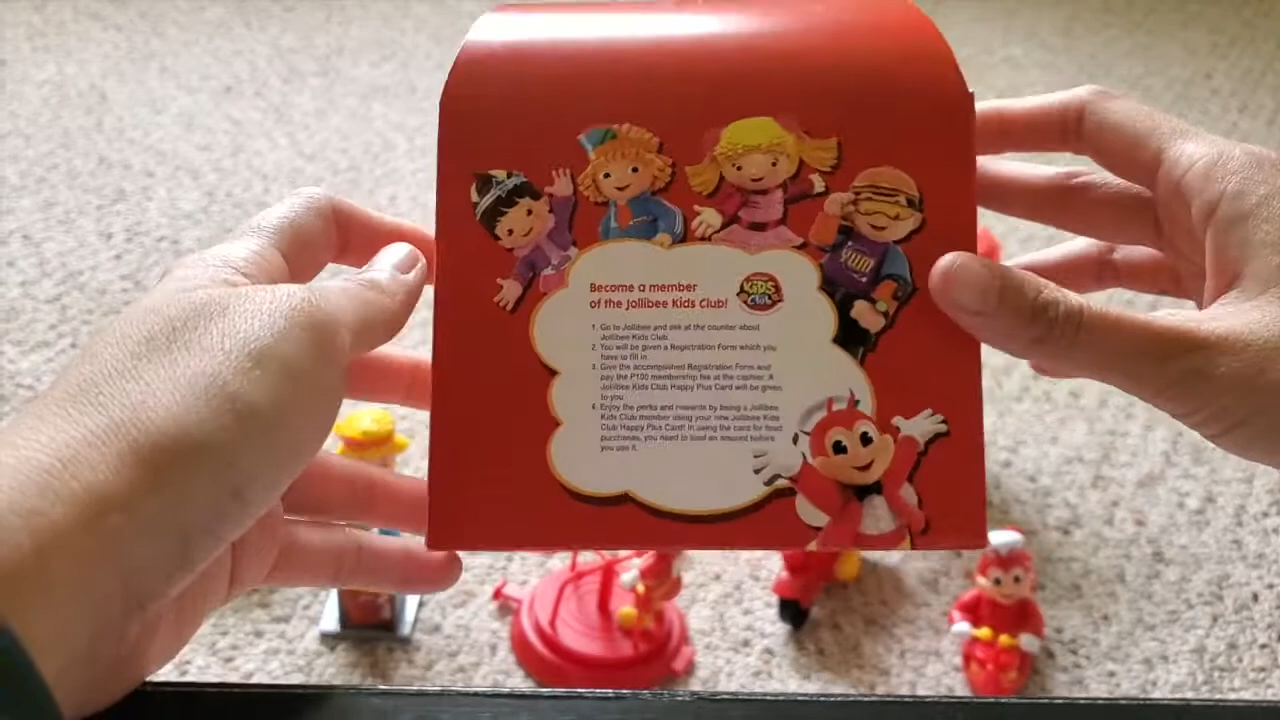 Become a member
of the Jollibee Kids Club!
KiDS
Club
YUM
1. Go to Jollibee and ask at the counter about
Jollibee Kids Club.
2. You will be given a Registration Form which you
have to fill in.
3. Give the accomplished Registration Form and
pay the P100 membership fee at the cashier. A
Jollibee Kids Club Happy Plus Card will be given
to you.
4. Enjoy the perks and rewards by being a Jollibee
Kids Club member using your new Jollibee Kids
Club Happy Plus Card! In using the card for food
purchases, you need to load an amount before
you use it.